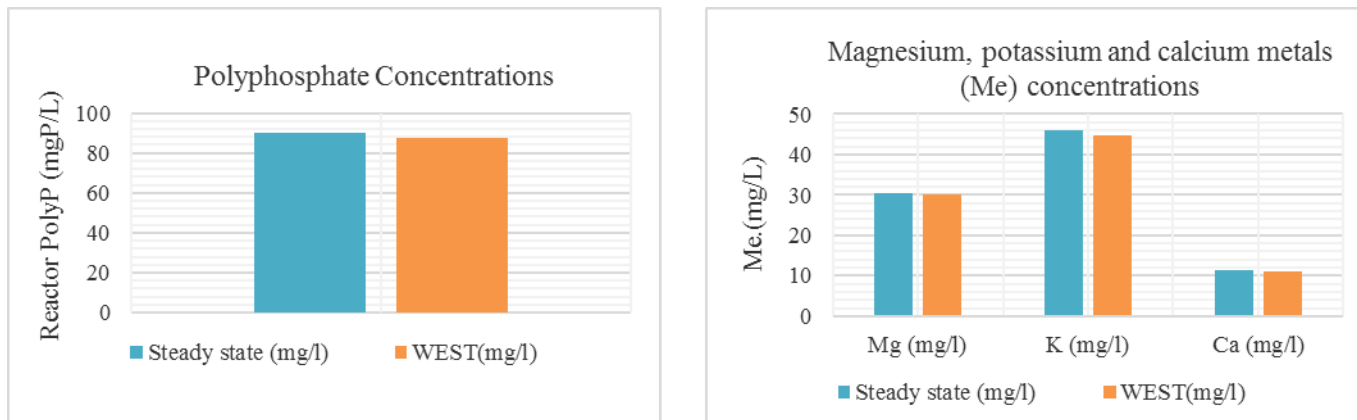 Polyphosphate Concentrations
Reactor PolyP (mgP/L)
100
80
60
40
20
0
Steady state (mg/l)
WEST(mg/l)
Magnesium, potassium and calcium metals
(Me) concentrations
Me.(mg/L)
50
40
30
20
10
0
Mg (mg/l)
K (mg/l)
Ca (mg/l)
Steady state (mg/l)
WEST(mg/l)